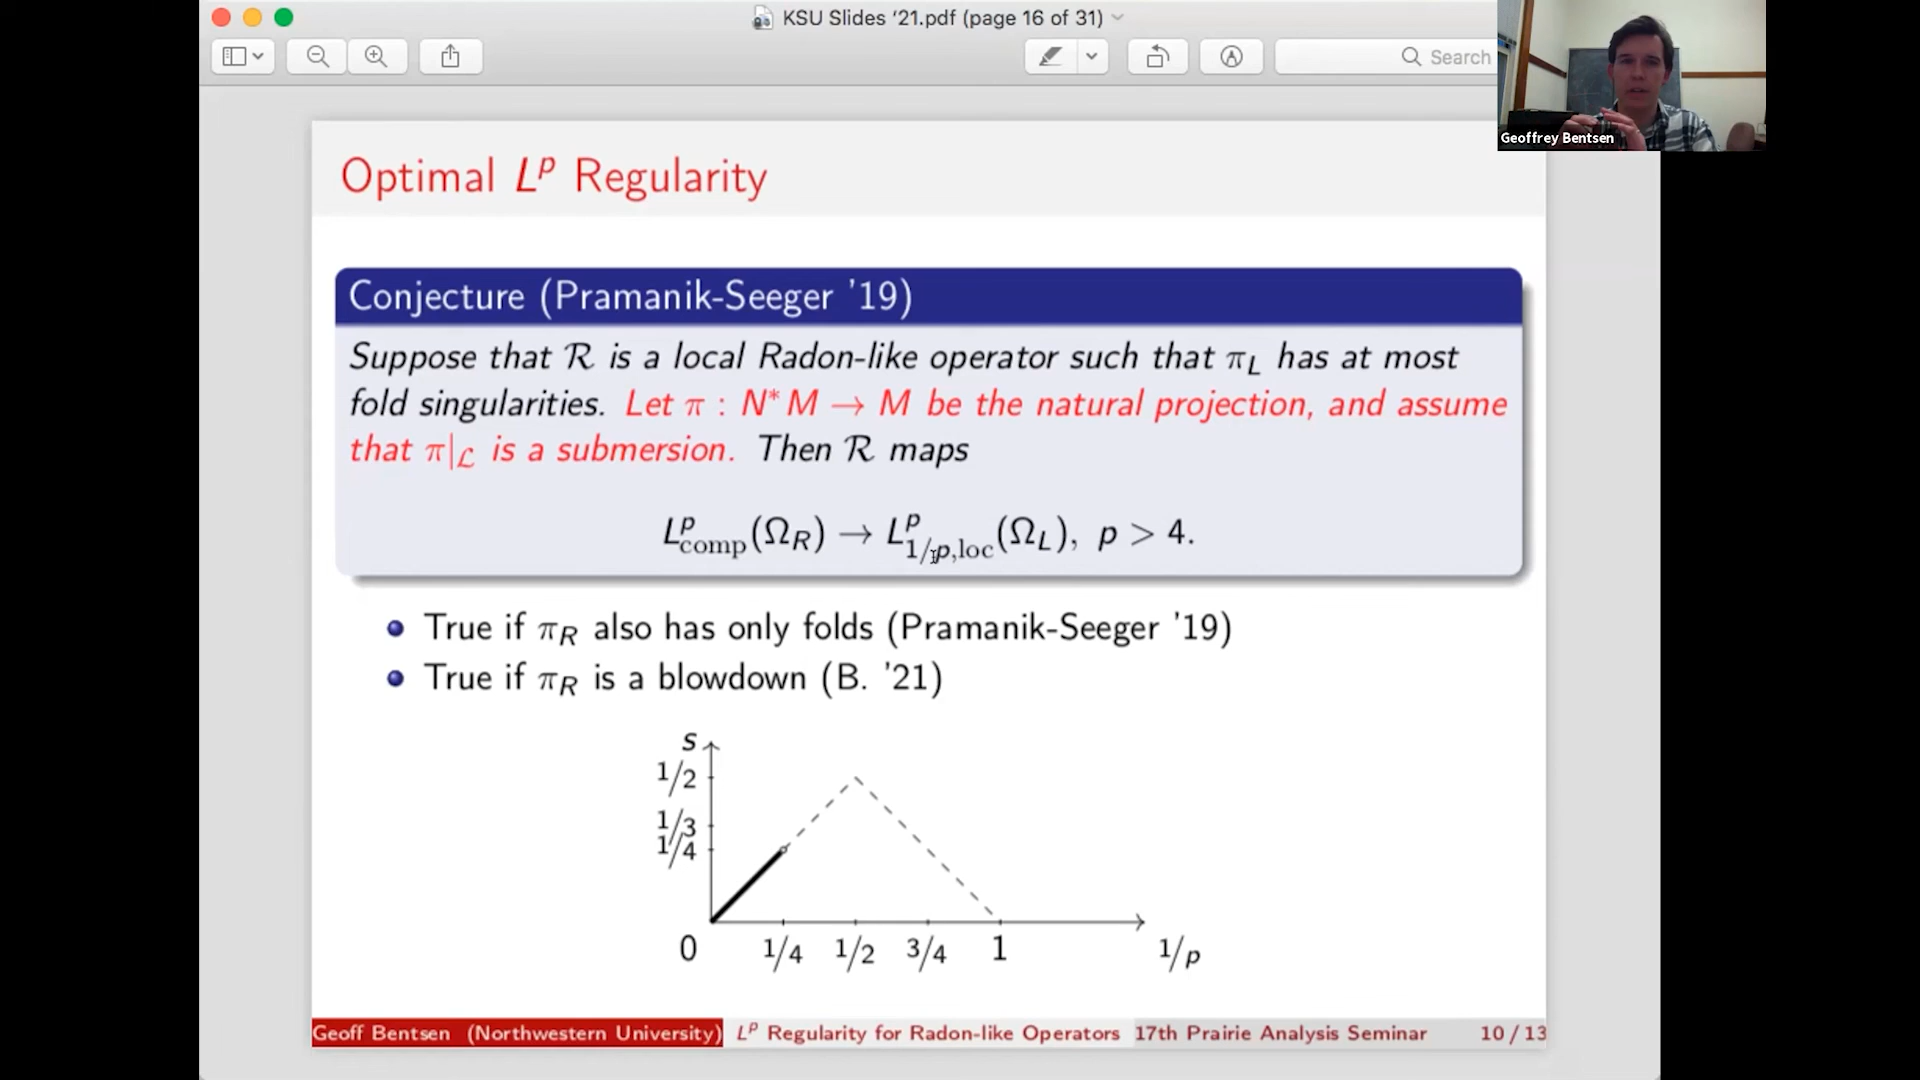 KSU Slides '21.pdf (page 16 of 31)
Search
Geoffrey Bentsen
Optimal L^p Regularity
Conjecture (Pramanik-Seeger '19)
Suppose that ℛ is a local Radon-like operator such that π_L has at most
fold singularities. Let π : N*M → M be the natural projection, and assume
that π|_ℒ is a submersion. Then ℛ maps
L^p_comp(Ω_R) → L^p_{1/p,loc}(Ω_L), p > 4.
True if π_R also has only folds (Pramanik-Seeger '19)
True if π_R is a blowdown (B. '21)
s
1/2
1/3
1/4
0 1/4 1/2 3/4 1 1/p
Geoff Bentsen (Northwestern University) L^p Regularity for Radon-like Operators 17th Prairie Analysis Seminar 10 / 13